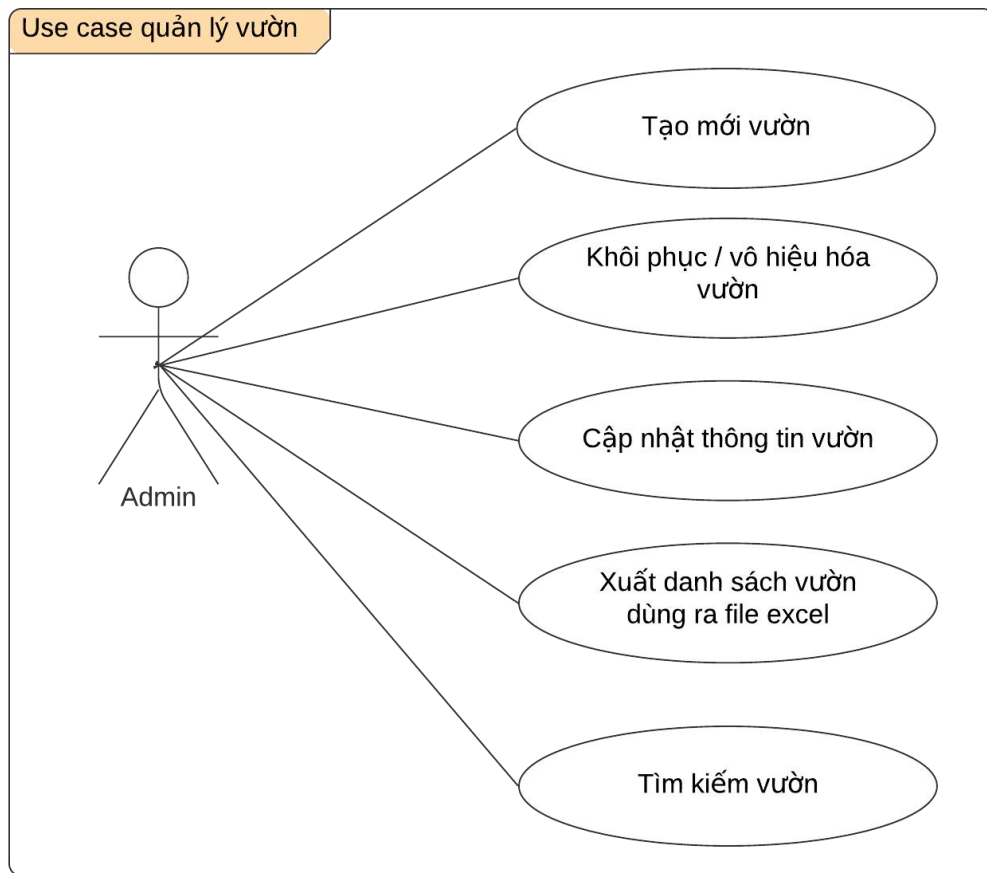 Use case quản lý vườn
Tạo mới vườn
Khôi phục / vô hiệu hóa
vườn
Cập nhật thông tin vườn
Admin
Xuất danh sách vườn
dùng ra file excel
Tìm kiếm vườn